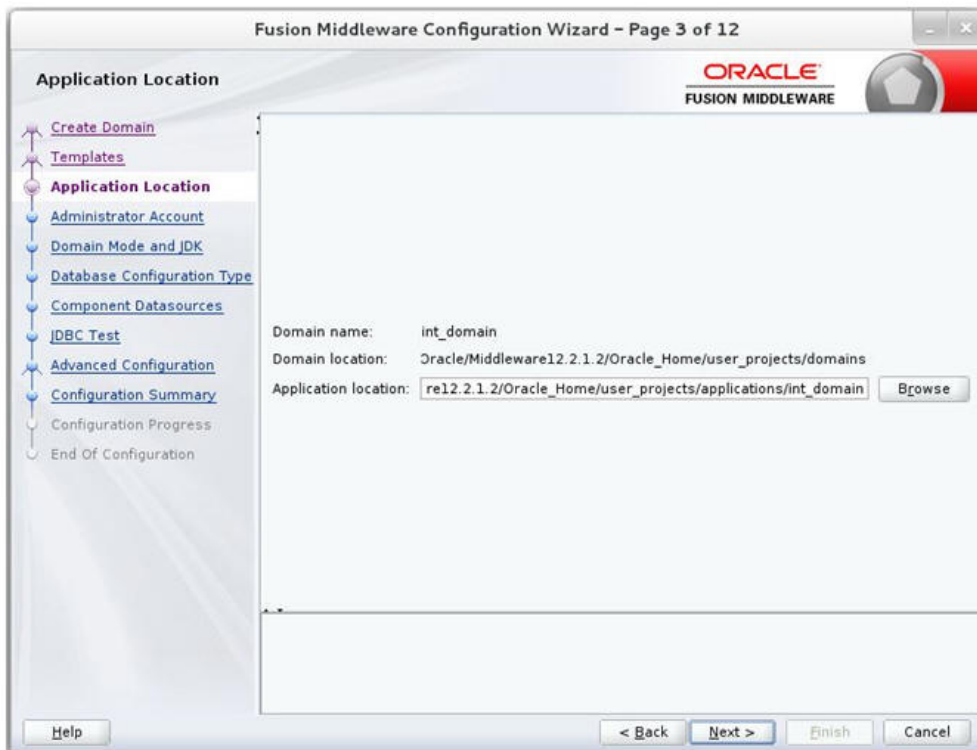 Fusion Middleware Configuration Wizard – Page 3 of 12
Application Location
ORACLE
FUSION MIDDLEWARE
Create Domain
Templates
Application Location
Administrator Account
Domain Mode and JDK
Database Configuration Type
Component Datasources
JDBC Test
Advanced Configuration
Configuration Summary
Configuration Progress
End Of Configuration
Domain name: int_domain
Domain location: Oracle/Middleware12.2.1.2/Oracle_Home/user_projects/domains
Application location: re12.2.1.2/Oracle_Home/user_projects/applications/int_domain Browse
Help < Back Next > Finish Cancel